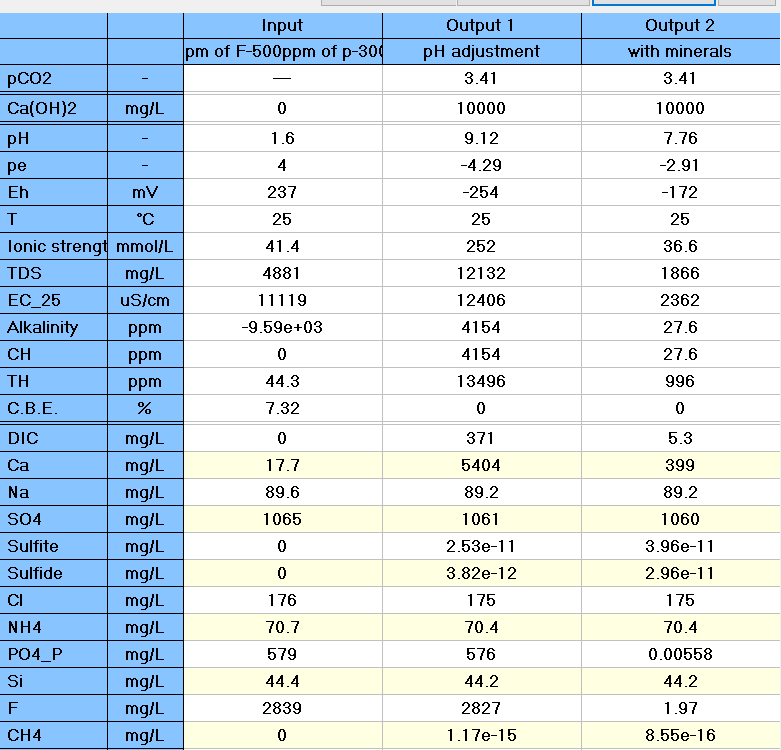 Input Output 1 Output 2
pm of F-500ppm of p-300 pH adjustment with minerals
pCO2 - — 3.41 3.41
Ca(OH)2 mg/L 0 10000 10000
pH - 1.6 9.12 7.76
pe - 4 -4.29 -2.91
Eh mV 237 -254 -172
T °C 25 25 25
Ionic strengt mmol/L 41.4 252 36.6
TDS mg/L 4881 12132 1866
EC_25 uS/cm 11119 12406 2362
Alkalinity ppm -9.59e+03 4154 27.6
CH ppm 0 4154 27.6
TH ppm 44.3 13496 996
C.B.E. % 7.32 0 0
DIC mg/L 0 371 5.3
Ca mg/L 17.7 5404 399
Na mg/L 89.6 89.2 89.2
SO4 mg/L 1065 1061 1060
Sulfite mg/L 0 2.53e-11 3.96e-11
Sulfide mg/L 0 3.82e-12 2.96e-11
Cl mg/L 176 175 175
NH4 mg/L 70.7 70.4 70.4
PO4_P mg/L 579 576 0.00558
Si mg/L 44.4 44.2 44.2
F mg/L 2839 2827 1.97
CH4 mg/L 0 1.17e-15 8.55e-16